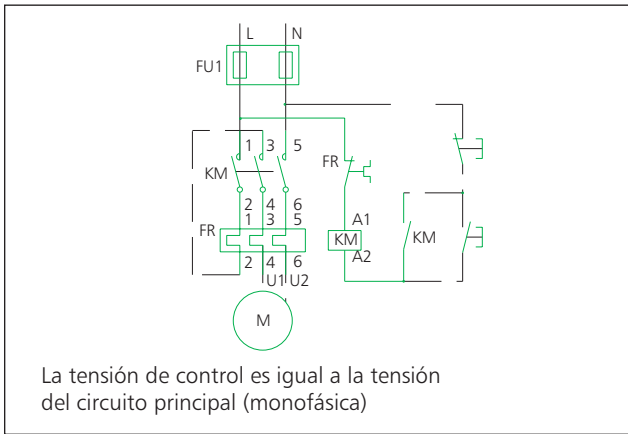 L N
FU1
1 3 5
KM
FR
2 4 6
1 3 5
FR
A1
KM
A2
KM
2 4 6
U1 U2
M
La tensión de control es igual a la tensión
del circuito principal (monofásica)